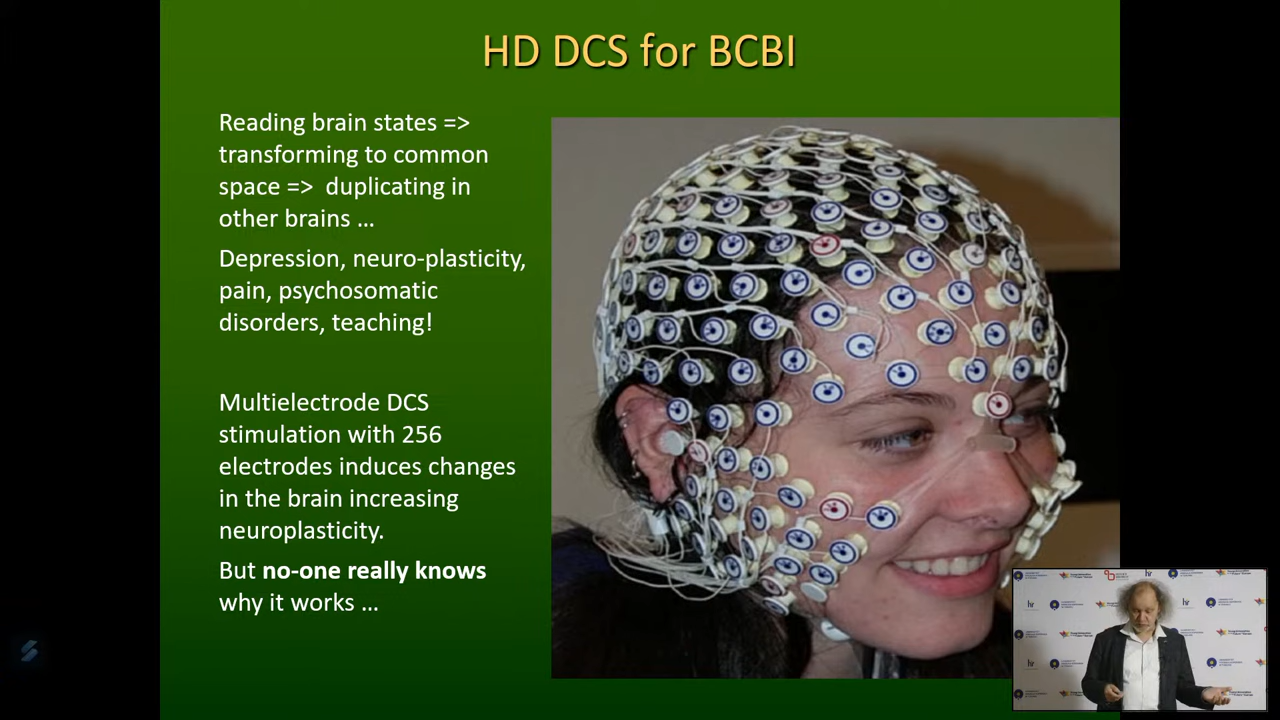 HD DCS for BCBI
Reading brain states =>
transforming to common
space => duplicating in
other brains …
Depression, neuro-plasticity,
pain, psychosomatic
disorders, teaching!
Multielectrode DCS
stimulation with 256
electrodes induces changes
in the brain increasing
neuroplasticity.
But no-one really knows
why it works …